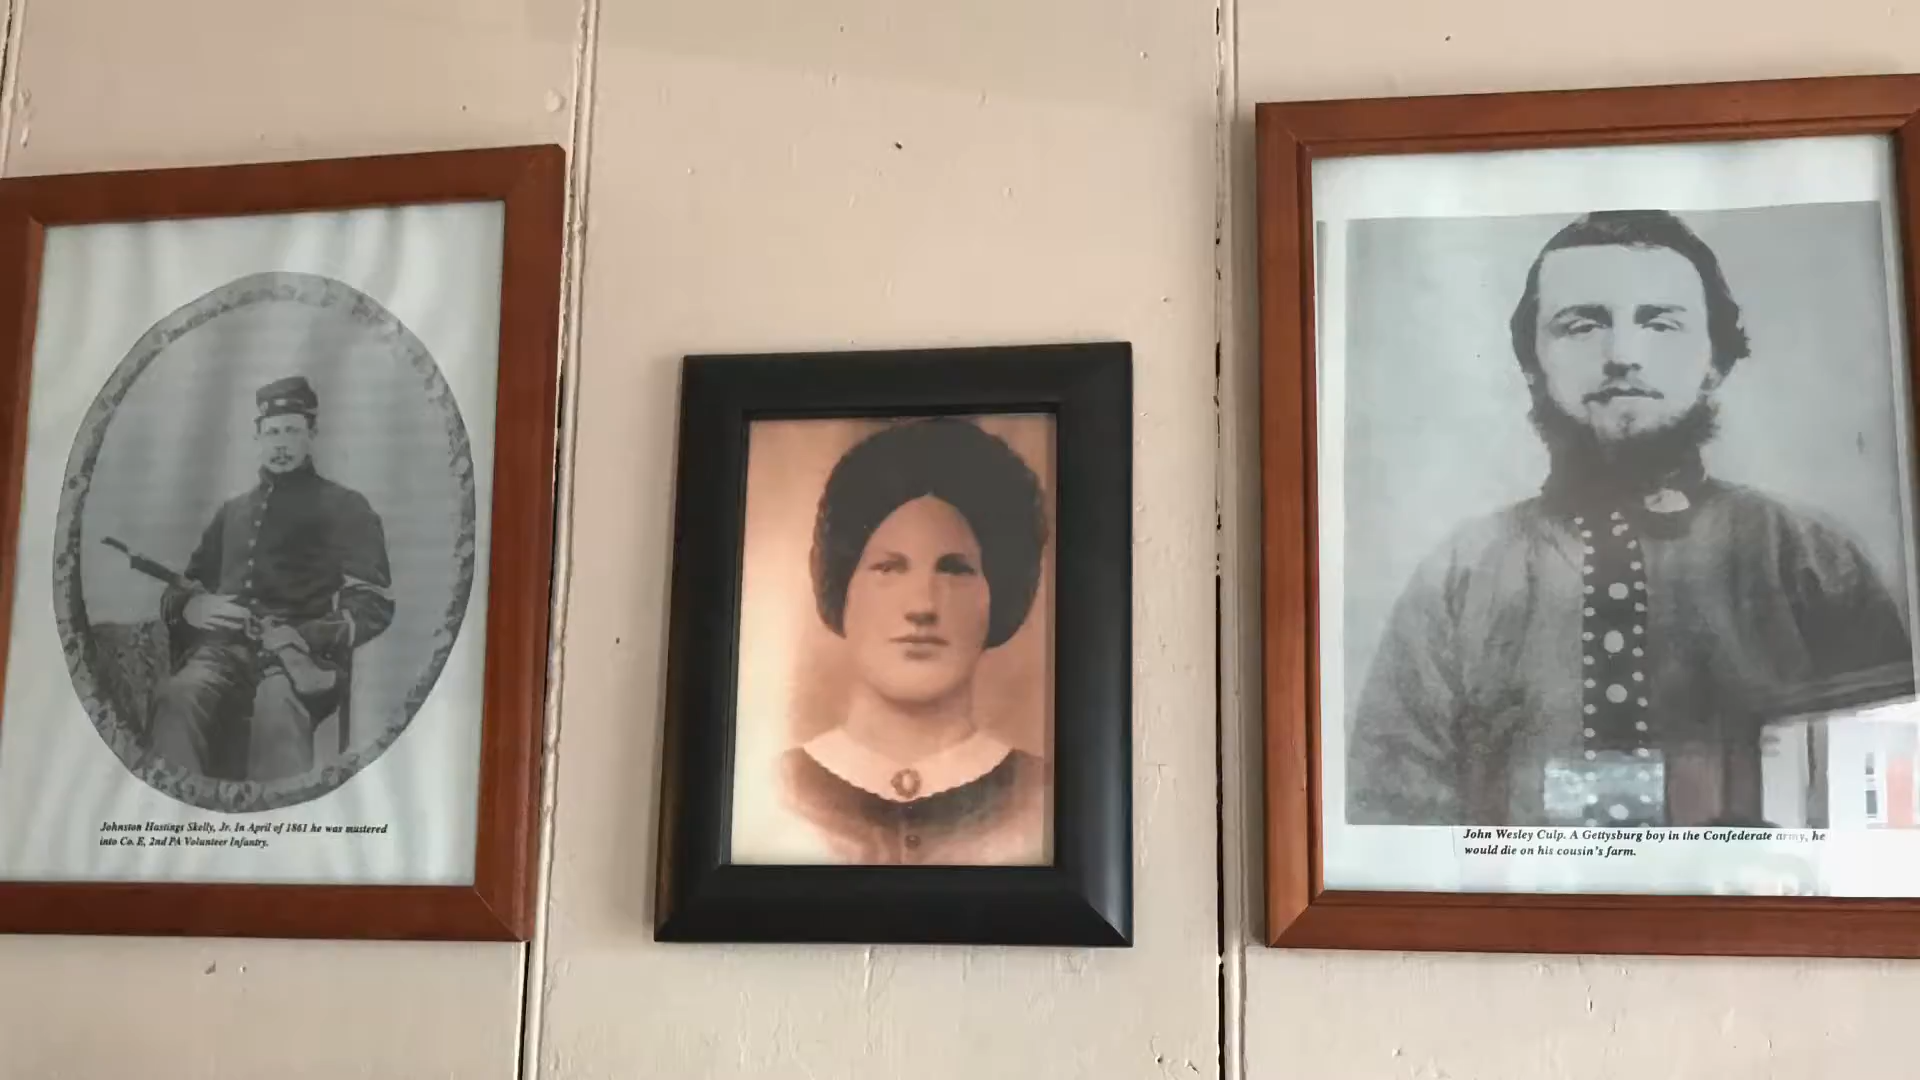 Johnston Hastings Skelly, Jr. In April of 1861 he was mustered
into Co. E, 2nd PA Volunteer Infantry.
John Wesley Culp. A Gettysburg boy in the Confederate army, he
would die on his cousin's farm.